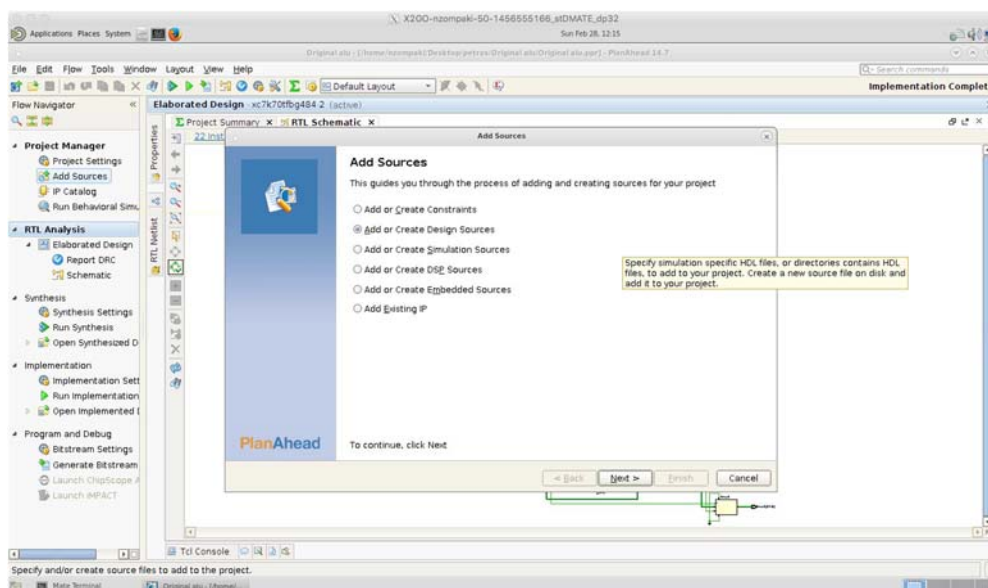 X2GO-nzompaki-50-1456555166_stDMATE_dp32
Applications Places System
Sun Feb 28, 12:15
Original alu - [/home/nzompaki/Desktop/petros/Original alu/Original alu.ppr] - PlanAhead 14.7
File Edit Flow Tools Window Layout View Help
Q- Search commands
Default Layout
Implementation Complet
Flow Navigator
Elaborated Design - xc7k70tfbg484-2 (active)
Project Summary × RTL Schematic ×
22 Inst
Properties
RTL Netlist
Project Manager
Project Settings
Add Sources
IP Catalog
Run Behavioral Simu
RTL Analysis
Elaborated Design
Report DRC
Schematic
Synthesis
Synthesis Settings
Run Synthesis
Open Synthesized D
Implementation
Implementation Sett
Run Implementation
Open Implemented
Program and Debug
Bitstream Settings
Generate Bitstream
Launch ChipScope A
Launch iMPACT
Add Sources
Add Sources
This guides you through the process of adding and creating sources for your project
Add or Create Constraints
Add or Create Design Sources
Add or Create Simulation Sources
Add or Create DSP Sources
Add or Create Embedded Sources
Add Existing IP
Specify simulation specific HDL files, or directories contains HDL
files, to add to your project. Create a new source file on disk and
add it to your project.
PlanAhead
To continue, click Next
< Back Next > Finish Cancel
Tcl Console
Specify and/or create source files to add to the project.
Mate Terminal
Original alu - [/home/